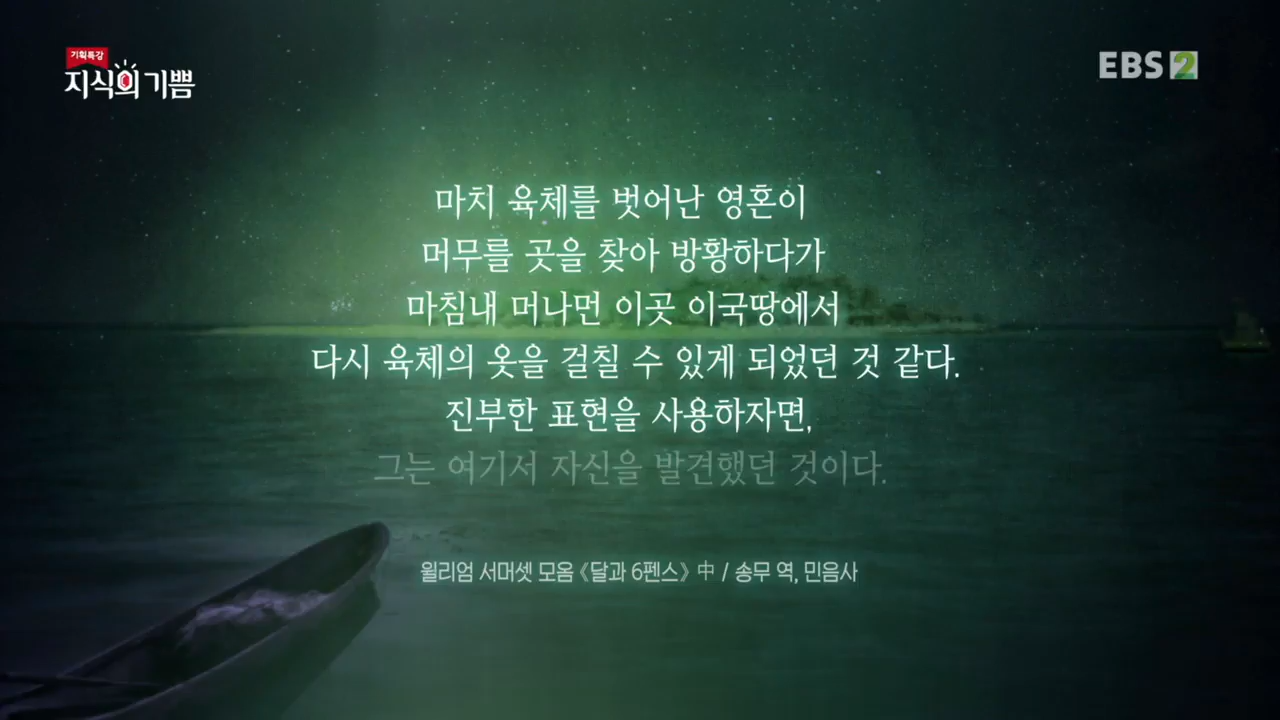 기획특강
지식의 기쁨
EBS 2
마치 육체를 벗어난 영혼이
머무를 곳을 찾아 방황하다가
마침내 머나먼 이곳 이국땅에서
다시 육체의 옷을 걸칠 수 있게 되었던 것 같다.
진부한 표현을 사용하자면,
그는 여기서 자신을 발견했던 것이다.
윌리엄 서머셋 모옴 《달과 6펜스》 中 / 송무 역, 민음사